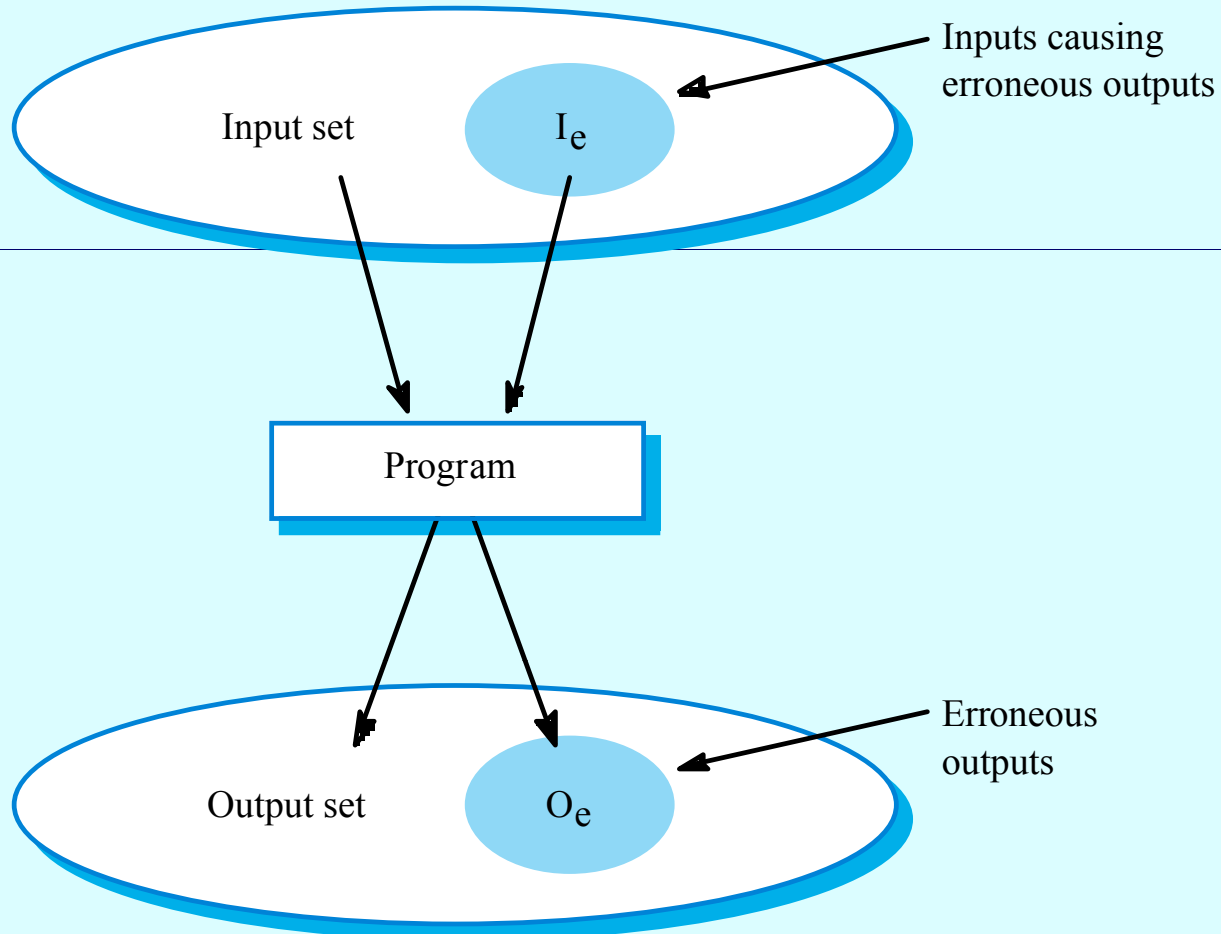 Inputs causing
erroneous outputs
Input set
Ie
Program
Erroneous
outputs
Output set
Oe